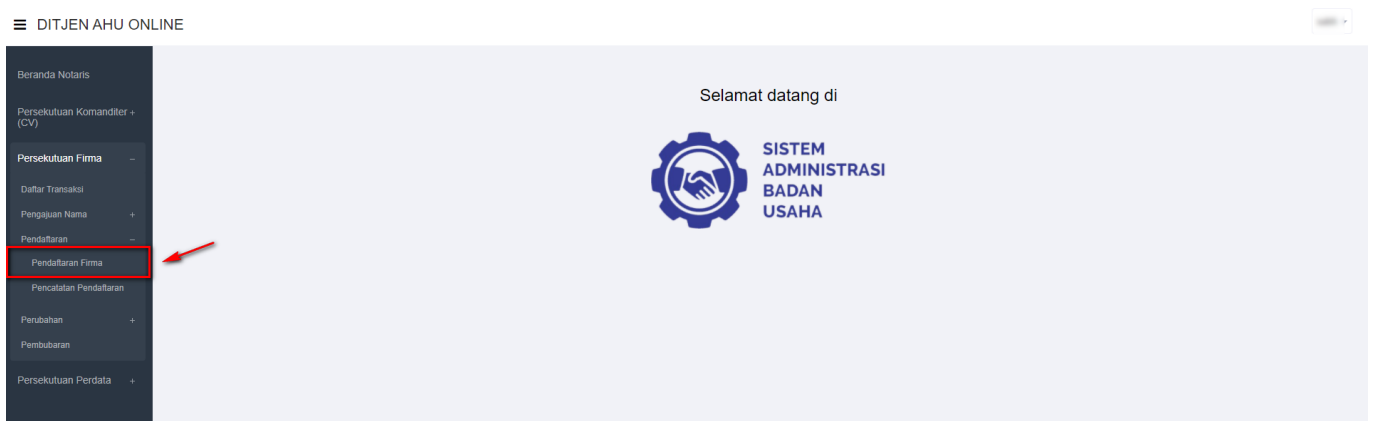 DITJEN AHU ONLINE
Beranda Notaris
Persekutuan Komanditer +
(CV)
Persekutuan Firma –
Daftar Transaksi
Pengajuan Nama +
Pendaftaran –
Pendaftaran Firma
Pencatatan Pendaftaran
Perubahan +
Pembubaran
Persekutuan Perdata +
Selamat datang di
SISTEM
ADMINISTRASI
BADAN
USAHA